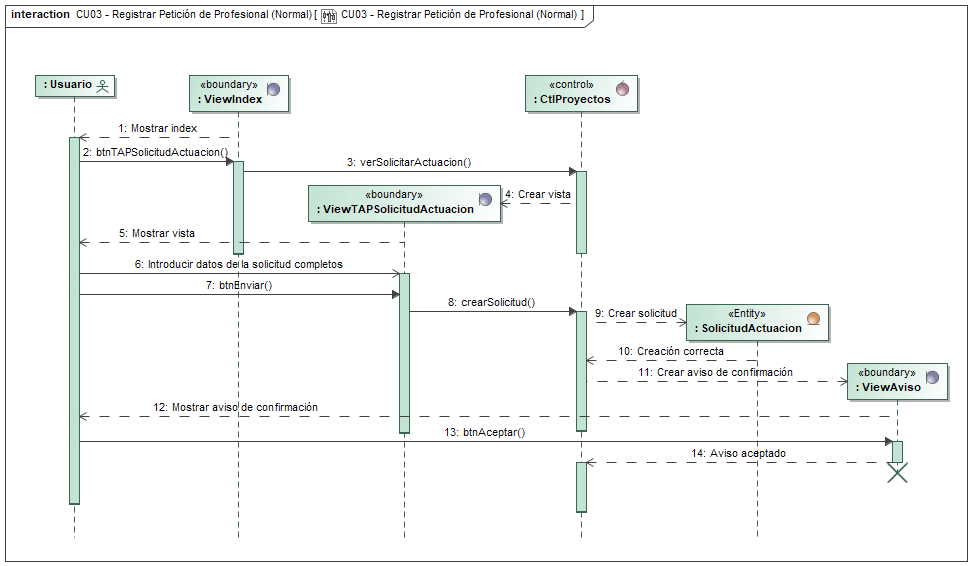 interaction CU03 - Registrar Petición de Profesional (Normal) [ CU03 - Registrar Petición de Profesional (Normal) ]
: Usuario
«boundary»
: ViewIndex
«control»
: CtlProyectos
1: Mostrar index
2: btnTAPSolicitudActuacion()
3: verSolicitarActuacion()
«boundary»
: ViewTAPSolicitudActuacion
4: Crear vista
5: Mostrar vista
6: Introducir datos de la solicitud completos
7: btnEnviar()
8: crearSolicitud()
9: Crear solicitud
«Entity»
: SolicitudActuacion
10: Creación correcta
11: Crear aviso de confirmación
«boundary»
: ViewAviso
12: Mostrar aviso de confirmación
13: btnAceptar()
14: Aviso aceptado